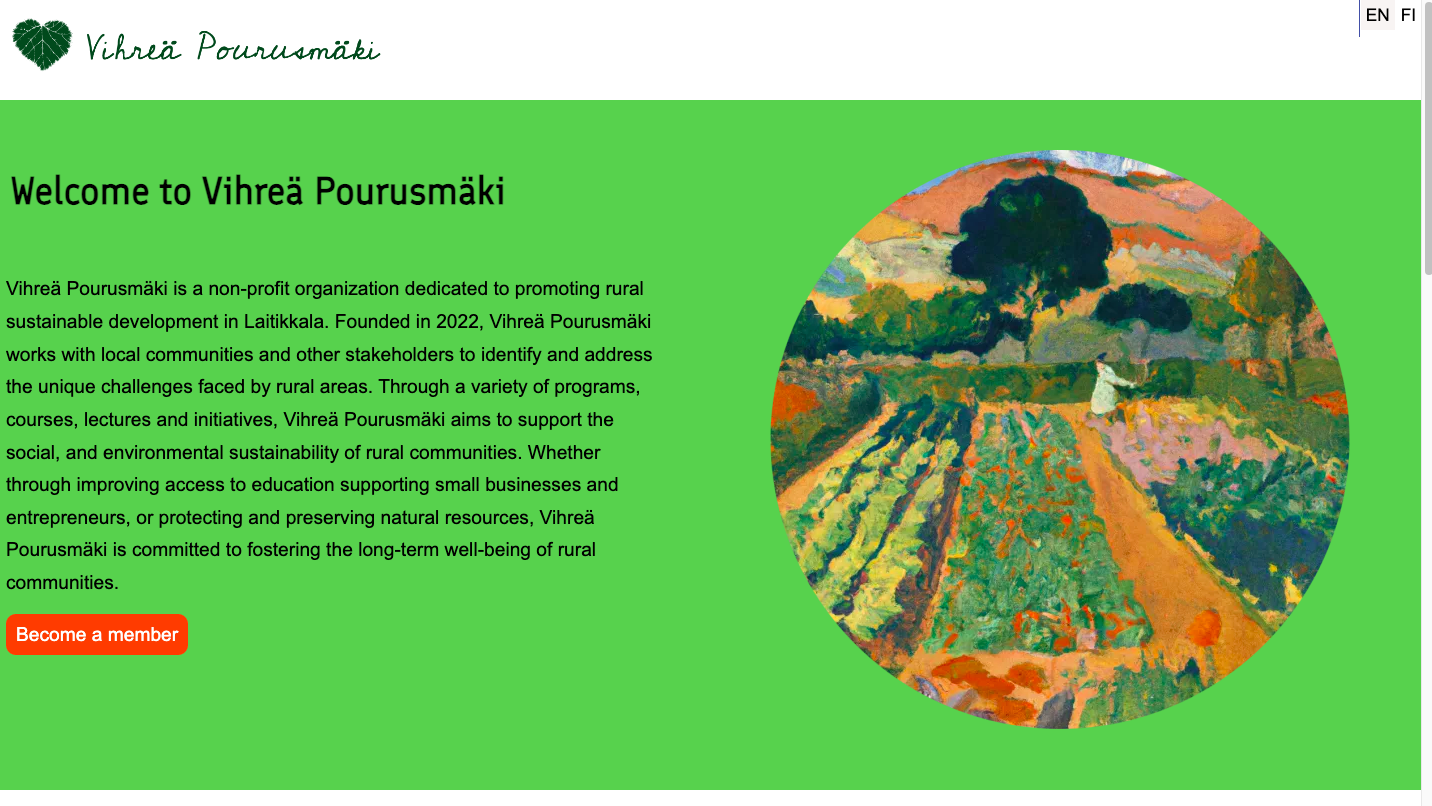 Vihreä Pourusmäki
EN FI
Welcome to Vihreä Pourusmäki
Vihreä Pourusmäki is a non-profit organization dedicated to promoting rural
sustainable development in Laitikkala. Founded in 2022, Vihreä Pourusmäki
works with local communities and other stakeholders to identify and address
the unique challenges faced by rural areas. Through a variety of programs,
courses, lectures and initiatives, Vihreä Pourusmäki aims to support the
social, and environmental sustainability of rural communities. Whether
through improving access to education supporting small businesses and
entrepreneurs, or protecting and preserving natural resources, Vihreä
Pourusmäki is committed to fostering the long-term well-being of rural
communities.
Become a member